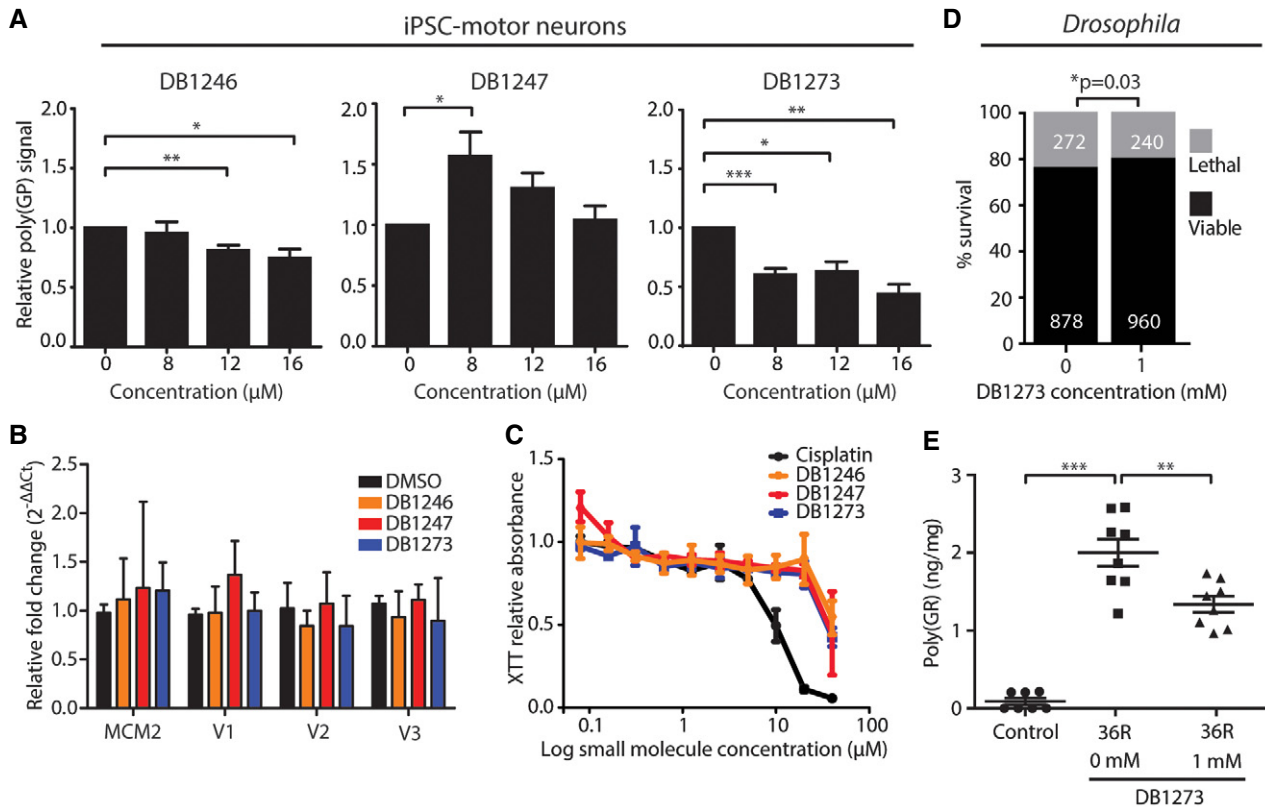 A
iPSC-motor neurons
DB1246
DB1247
DB1273
Relative poly(GP) signal
2.0
1.5
1.0
0.5
0.0
*
**
0
8
12
16
Concentration (µM)
2.0
1.5
1.0
0.5
0.0
*
0
8
12
16
Concentration (µM)
2.0
1.5
1.0
0.5
0.0
**
*
***
0
8
12
16
Concentration (µM)
D
Drosophila
*p=0.03
% survival
100
80
60
40
20
0
272
240
878
960
Lethal
Viable
0
1
DB1273 concentration (mM)
B
Relative fold change (2-ΔΔCt)
2.5
2.0
1.5
1.0
0.5
0.0
DMSO
DB1246
DB1247
DB1273
MCM2
V1
V2
V3
C
XTT relative absorbance
1.5
1.0
0.5
0.0
Cisplatin
DB1246
DB1247
DB1273
0.1
1
10
100
Log small molecule concentration (µM)
E
Poly(GR) (ng/mg)
3
2
1
0
***
**
Control
36R
0 mM
36R
1 mM
DB1273